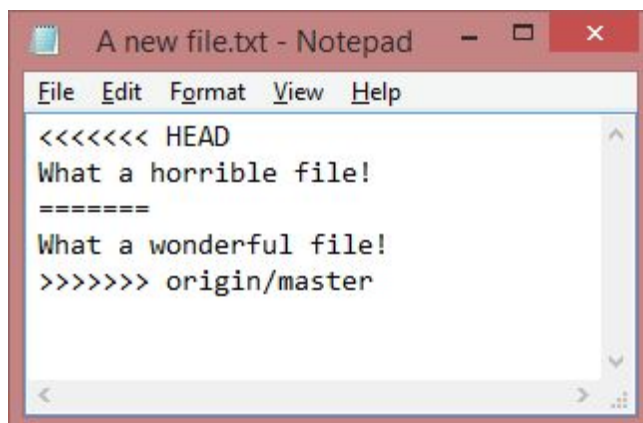 A new file.txt - Notepad
File Edit Format View Help
<<<<<<< HEAD
What a horrible file!
=======
What a wonderful file!
>>>>>>> origin/master